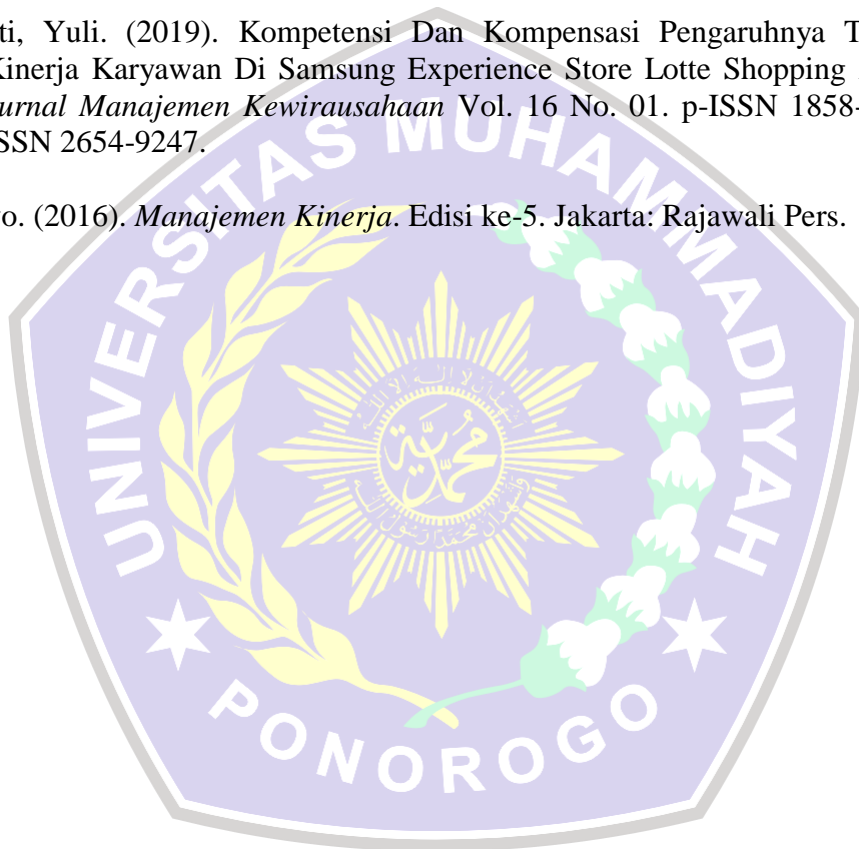 ti, Yuli. (2019). Kompetensi Dan Kompensasi Pengaruhnya T
Kinerja Karyawan Di Samsung Experience Store Lotte Shopping
urnal Manajemen Kewirausahaan Vol. 16 No. 01. p-ISSN 1858-
SSN 2654-9247.
o. (2016). Manajemen Kinerja. Edisi ke-5. Jakarta: Rajawali Pers.
UNIVERSITAS MUHAMMADIYAH
PONOROGO